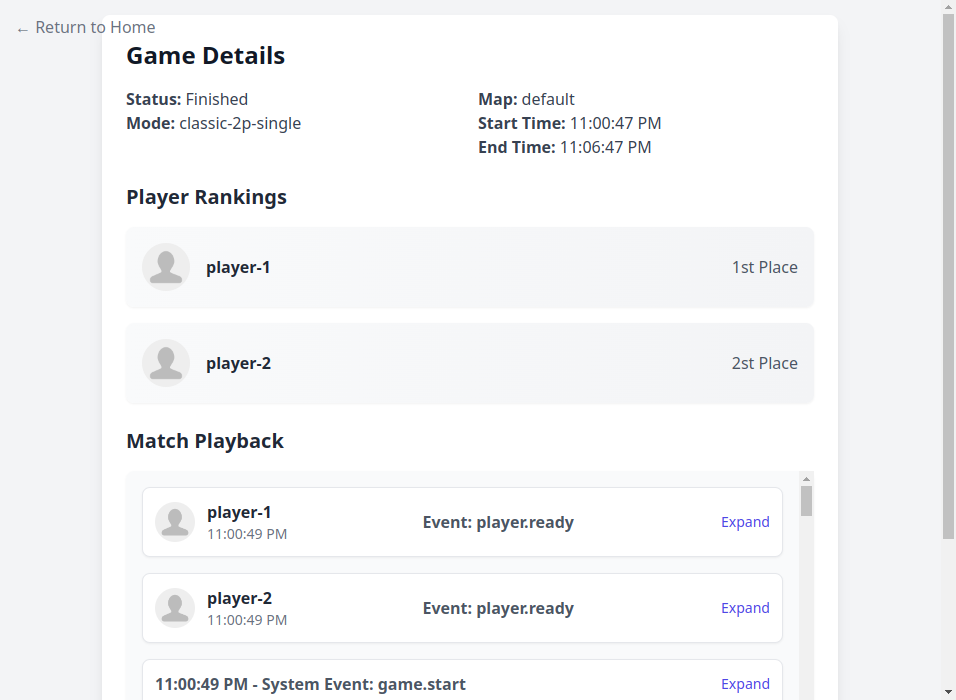 ← Return to Home
Game Details
Status: Finished
Mode: classic-2p-single
Map: default
Start Time: 11:00:47 PM
End Time: 11:06:47 PM
Player Rankings
player-1
1st Place
player-2
2st Place
Match Playback
player-1
11:00:49 PM
Event: player.ready
Expand
player-2
11:00:49 PM
Event: player.ready
Expand
11:00:49 PM - System Event: game.start
Expand